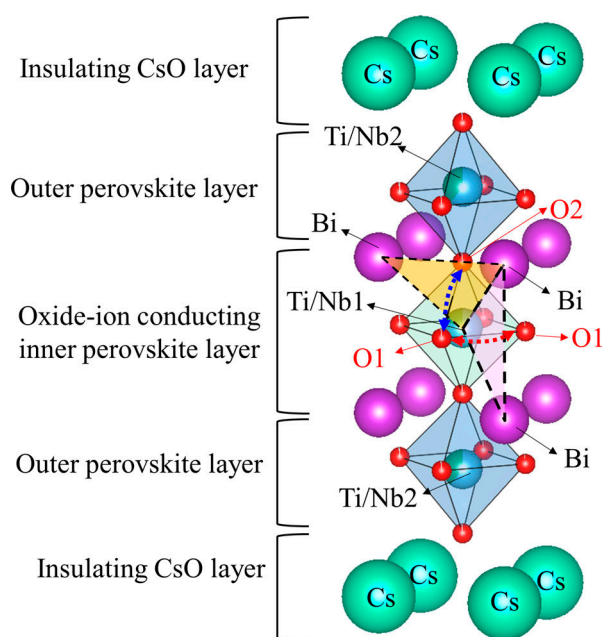 Insulating CsO layer
Cs Cs
Cs Cs
Ti/Nb2
Outer perovskite layer
O2
Bi
Bi
Ti/Nb1
Oxide-ion conducting
inner perovskite layer
O1
O1
Bi
Outer perovskite layer
Ti/Nb2
Insulating CsO layer
Cs Cs
Cs Cs